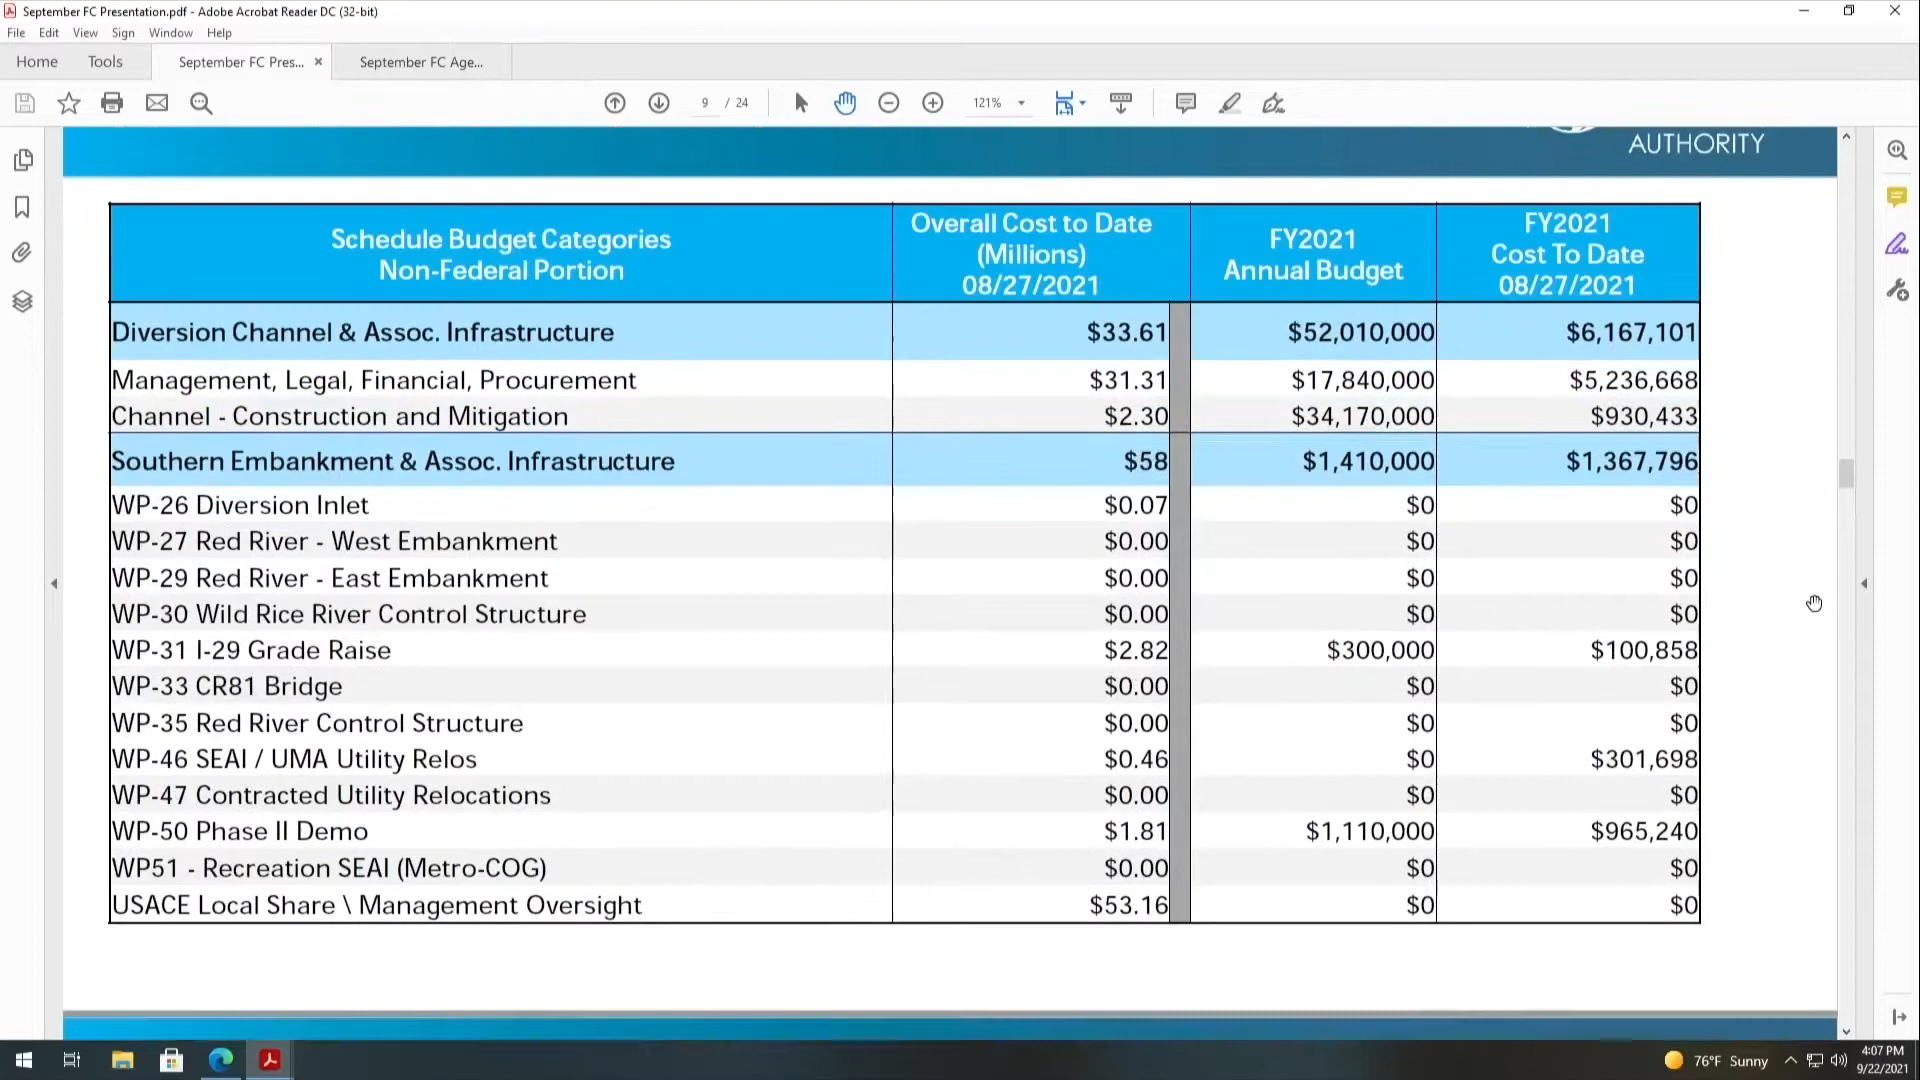 September FC Presentation.pdf - Adobe Acrobat Reader DC (32-bit)
File Edit View Sign Window Help
Home Tools September FC Pres... × September FC Age...
9 / 24 121%
AUTHORITY
Schedule Budget Categories Non-Federal Portion
Overall Cost to Date (Millions) 08/27/2021
FY2021 Annual Budget
FY2021 Cost To Date 08/27/2021
Diversion Channel & Assoc. Infrastructure $33.61 $52,010,000 $6,167,101
Management, Legal, Financial, Procurement $31.31 $17,840,000 $5,236,668
Channel - Construction and Mitigation $2.30 $34,170,000 $930,433
Southern Embankment & Assoc. Infrastructure $58 $1,410,000 $1,367,796
WP-26 Diversion Inlet $0.07 $0 $0
WP-27 Red River - West Embankment $0.00 $0 $0
WP-29 Red River - East Embankment $0.00 $0 $0
WP-30 Wild Rice River Control Structure $0.00 $0 $0
WP-31 I-29 Grade Raise $2.82 $300,000 $100,858
WP-33 CR81 Bridge $0.00 $0 $0
WP-35 Red River Control Structure $0.00 $0 $0
WP-46 SEAI / UMA Utility Relos $0.46 $0 $301,698
WP-47 Contracted Utility Relocations $0.00 $0 $0
WP-50 Phase II Demo $1.81 $1,110,000 $965,240
WP51 - Recreation SEAI (Metro-COG) $0.00 $0 $0
USACE Local Share \ Management Oversight $53.16 $0 $0
76°F Sunny
4:07 PM
9/22/2021